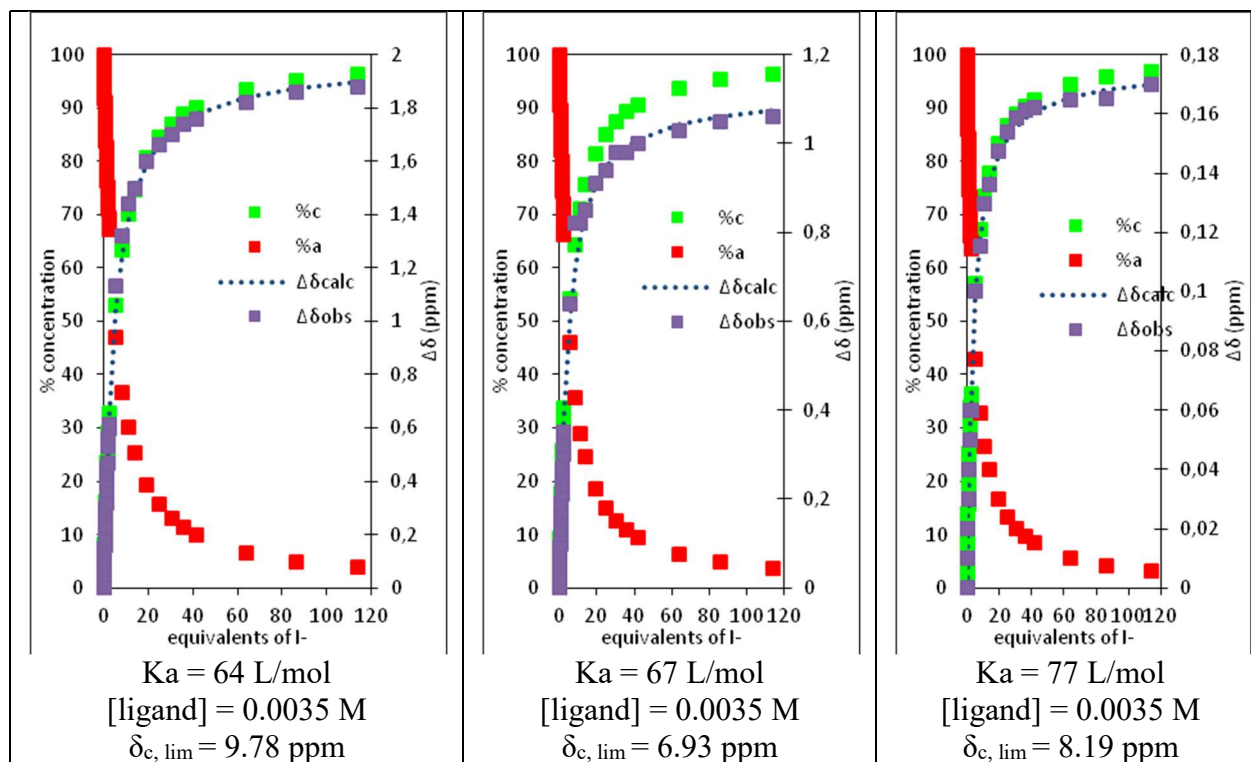 100
90
80
70
60
50
40
30
20
10
0
% concentration
2
1,8
1,6
1,4
1,2
1
0,8
0,6
0,4
0,2
0
Δδ (ppm)
%c
%a
Δδcalc
Δδobs
0 20 40 60 80 100 120
equivalents of I-
Ka = 64 L/mol
[ligand] = 0.0035 M
δc, lim = 9.78 ppm
100
90
80
70
60
50
40
30
20
10
0
% concentration
1,2
1
0,8
0,6
0,4
0,2
0
Δδ (ppm)
%c
%a
Δδcalc
Δδobs
0 20 40 60 80 100 120
equivalents of I-
Ka = 67 L/mol
[ligand] = 0.0035 M
δc, lim = 6.93 ppm
100
90
80
70
60
50
40
30
20
10
0
% concentration
0,18
0,16
0,14
0,12
0,1
0,08
0,06
0,04
0,02
0
Δδ (ppm)
%c
%a
Δδcalc
Δδobs
0 20 40 60 80 100 120
equivalents of I-
Ka = 77 L/mol
[ligand] = 0.0035 M
δc, lim = 8.19 ppm